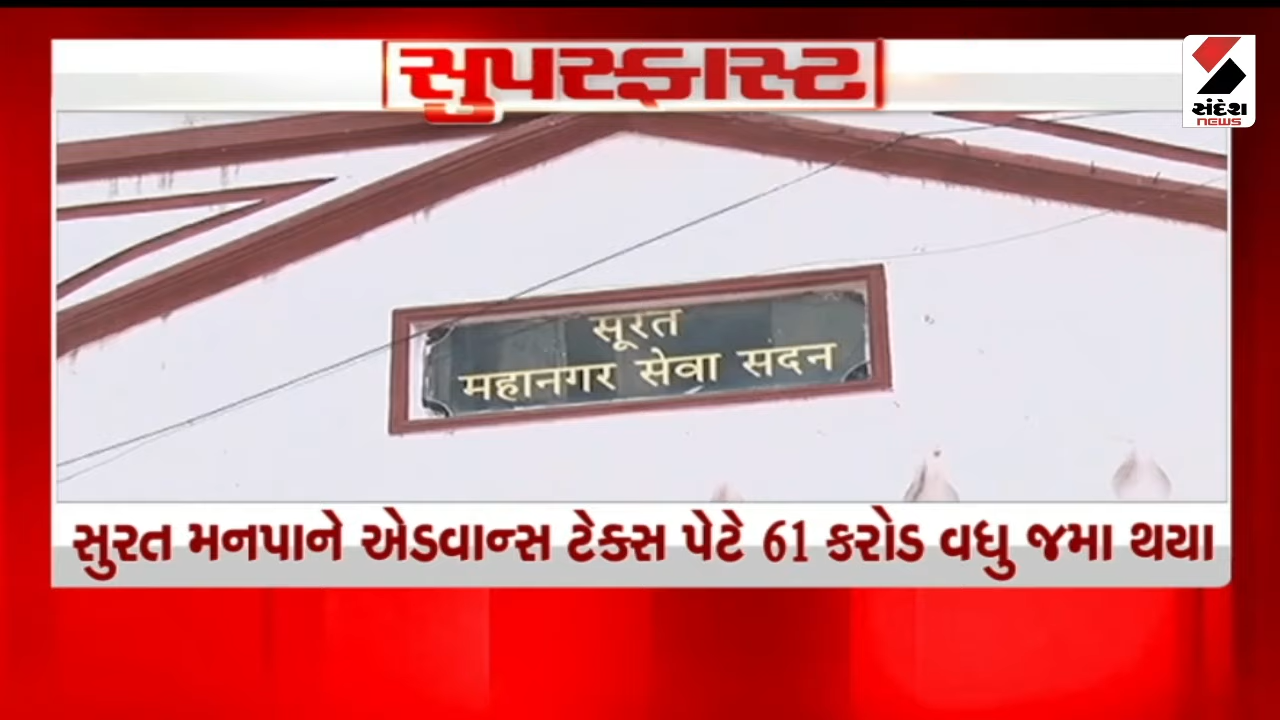 સુપરફાસ્ટ
સંદેશ
NEWS
सूरत
महानगर सेवा सदन
સુરત મનપાને એડવાન્સ ટેક્સ પેટે 61 કરોડ વધુ જમા થયા